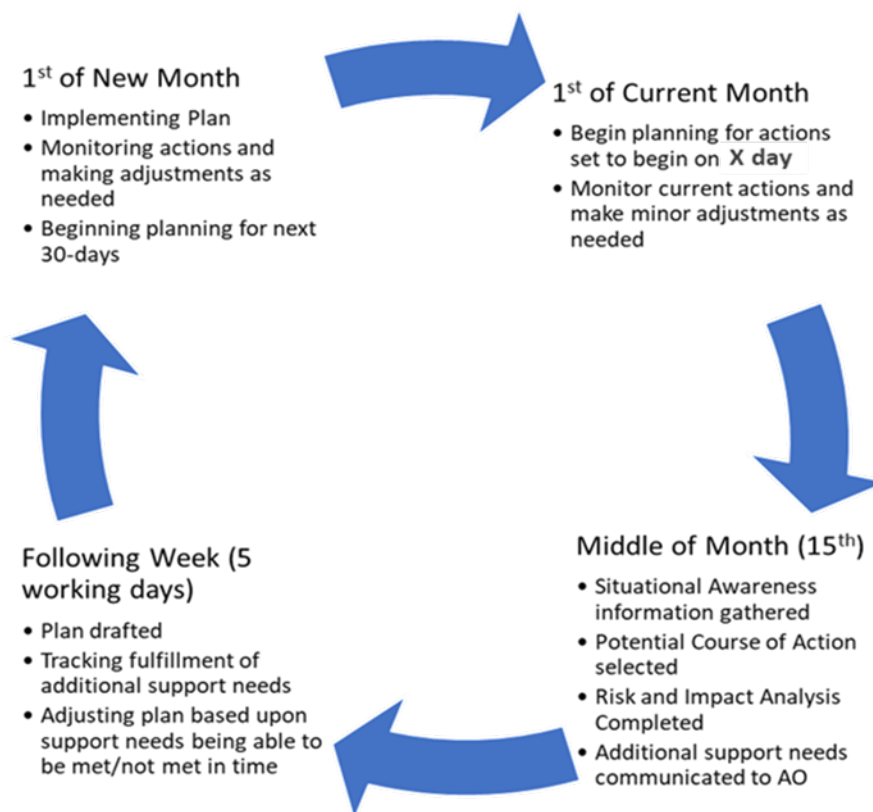 1st of New Month
• Implementing Plan
• Monitoring actions and
making adjustments as
needed
• Beginning planning for next
30-days
1st of Current Month
• Begin planning for actions
set to begin on X day
• Monitor current actions and
make minor adjustments as
needed
Middle of Month (15th)
• Situational Awareness
information gathered
• Potential Course of Action
selected
• Risk and Impact Analysis
Completed
• Additional support needs
communicated to AO
Following Week (5
working days)
• Plan drafted
• Tracking fulfillment of
additional support needs
• Adjusting plan based upon
support needs being able to
be met/not met in time